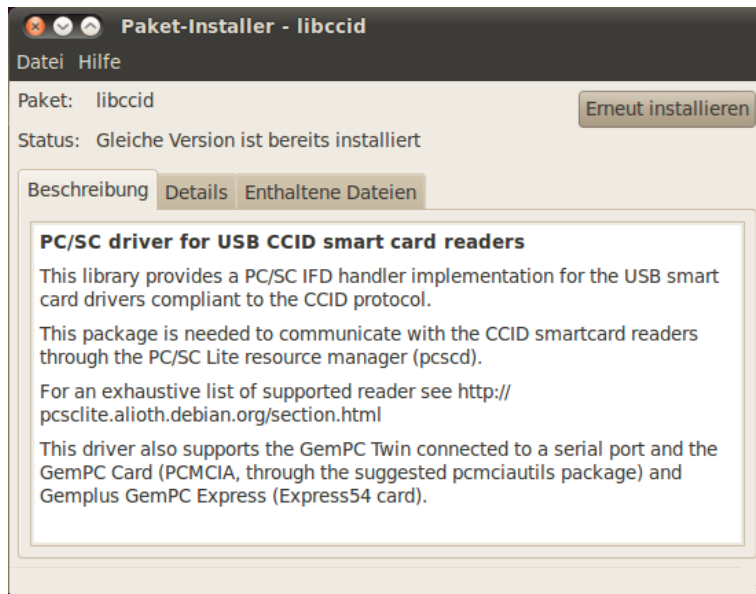 Paket-Installer - libccid
Datei Hilfe
Paket: libccid
Erneut installieren
Status: Gleiche Version ist bereits installiert
Beschreibung Details Enthaltene Dateien
PC/SC driver for USB CCID smart card readers
This library provides a PC/SC IFD handler implementation for the USB smart
card drivers compliant to the CCID protocol.
This package is needed to communicate with the CCID smartcard readers
through the PC/SC Lite resource manager (pcscd).
For an exhaustive list of supported reader see http://
pcsclite.alioth.debian.org/section.html
This driver also supports the GemPC Twin connected to a serial port and the
GemPC Card (PCMCIA, through the suggested pcmciautils package) and
Gemplus GemPC Express (Express54 card).